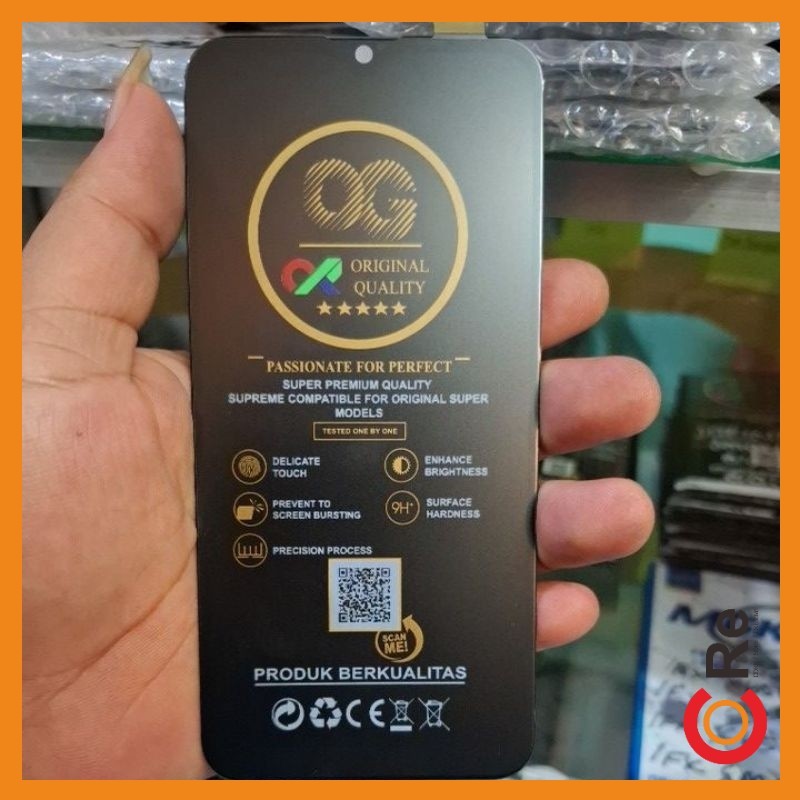 OG
ORIGINAL
QUALITY
PASSIONATE FOR PERFECT
SUPER PREMIUM QUALITY
SUPREME COMPATIBLE FOR ORIGINAL SUPER
MODELS
TESTED ONE BY ONE
DELICATE
TOUCH
ENHANCE
BRIGHTNESS
PREVENT TO
SCREEN BURSTING
9H+
SURFACE
HARDNESS
PRECISION PROCESS
SCAN
ME!
PRODUK BERKUALITAS
CE
Re